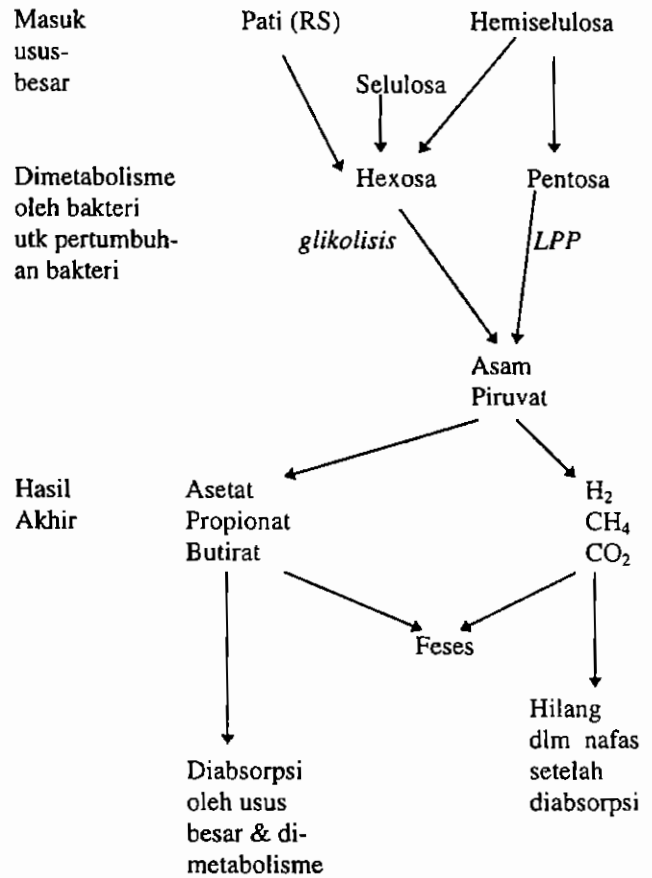 Masuk
usus-
besar
Pati (RS)
Hemiselulosa
Selulosa
Dimetabolisme
oleh bakteri
utk pertumbuh-
an bakteri
Hexosa
Pentosa
glikolisis
LPP
Asam
Piruvat
Hasil
Akhir
Asetat
Propionat
Butirat
H₂
CH₄
CO₂
Feses
Diabsorpsi
oleh usus
besar & di-
metabolisme
Hilang
dlm nafas
setelah
diabsorpsi